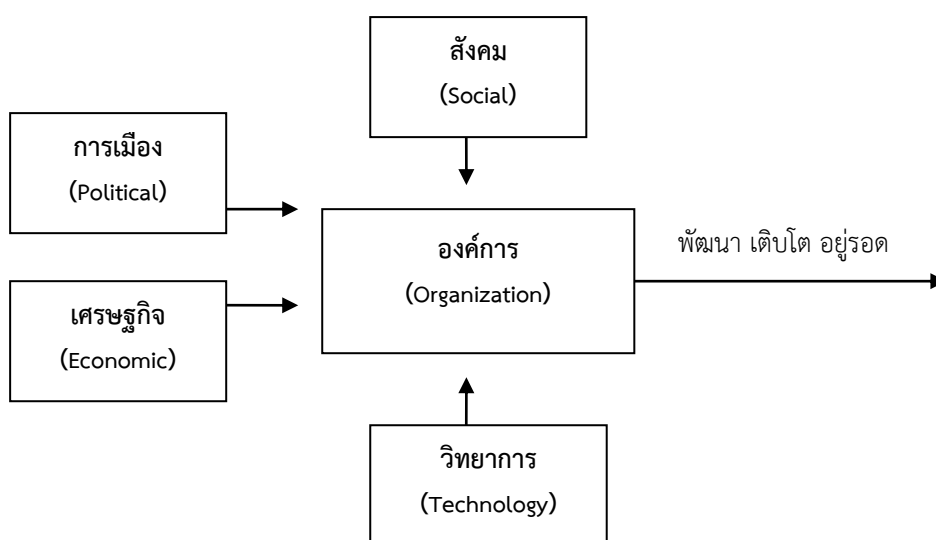 สังคม
(Social)
การเมือง
(Political)
องค์การ
(Organization)
พัฒนา เติบโต อยู่รอด
เศรษฐกิจ
(Economic)
วิทยาการ
(Technology)